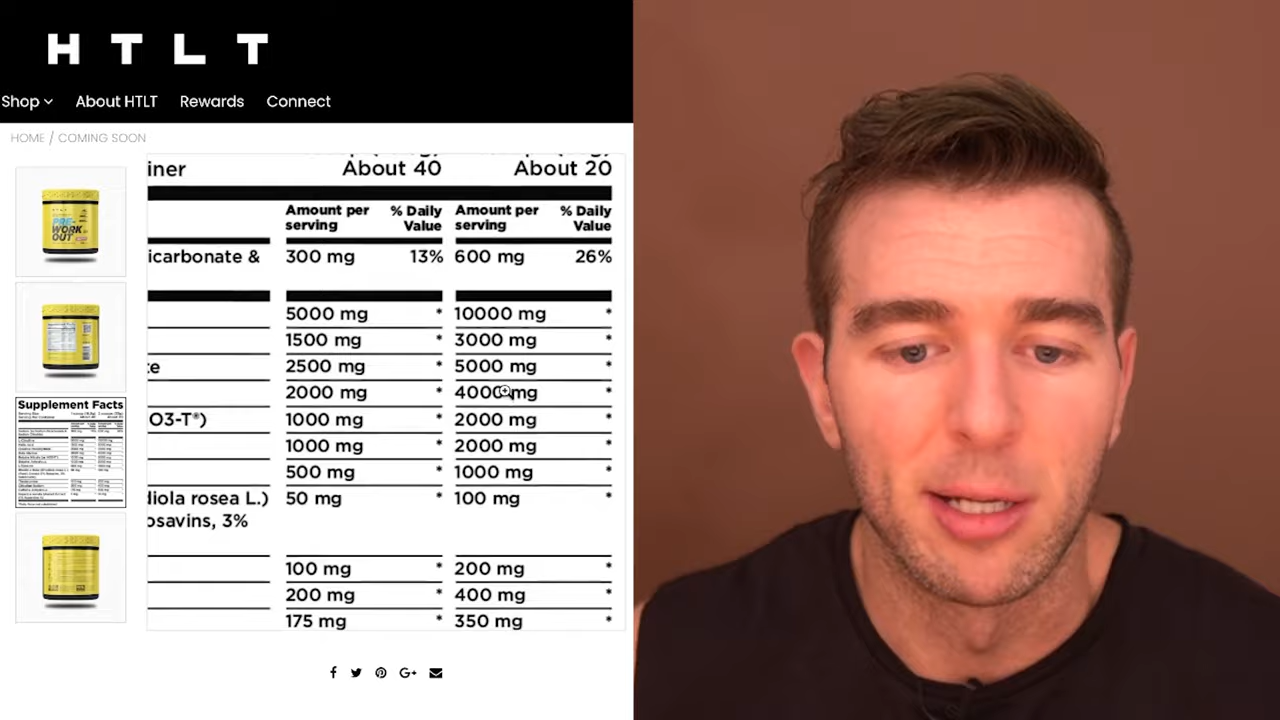 HTLT
Shop
About HTLT
Rewards
Connect
HOME / COMING SOON
iner About 40 About 20
Amount per serving % Daily Value Amount per serving % Daily Value
icarbonate & 300 mg 13% 600 mg 26%
5000 mg * 10000 mg *
1500 mg * 3000 mg *
te 2500 mg * 5000 mg *
2000 mg * 4000 mg *
O3-T®) 1000 mg * 2000 mg *
1000 mg * 2000 mg *
500 mg * 1000 mg *
diola rosea L.) 50 mg * 100 mg *
osavins, 3%
100 mg * 200 mg *
200 mg * 400 mg *
175 mg * 350 mg *
PRE-
WORK
OUT
Supplement Facts